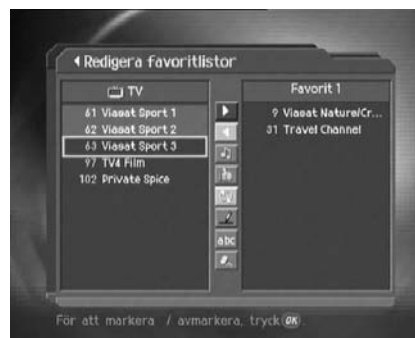 Redigera favoritlistor
TV
61 Viasat Sport 1
62 Viasat Sport 2
63 Viasat Sport 3
97 TV4 Film
102 Private Spice
abc
Favorit 1
9 Viasat Nature/Cr...
31 Travel Channel
För att markera / avmarkera, tryck OK.